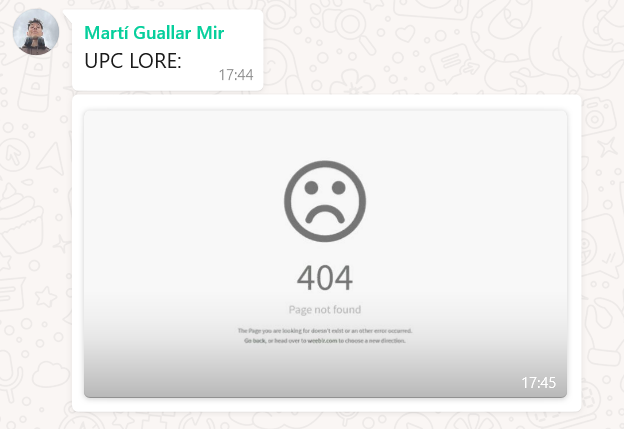 Martí Guallar Mir
UPC LORE:
17:44
404
Page not found
The Page you are looking for doesn't exist or an other error occurred.
Go back, or head over to weebir.com to choose a new direction.
17:45